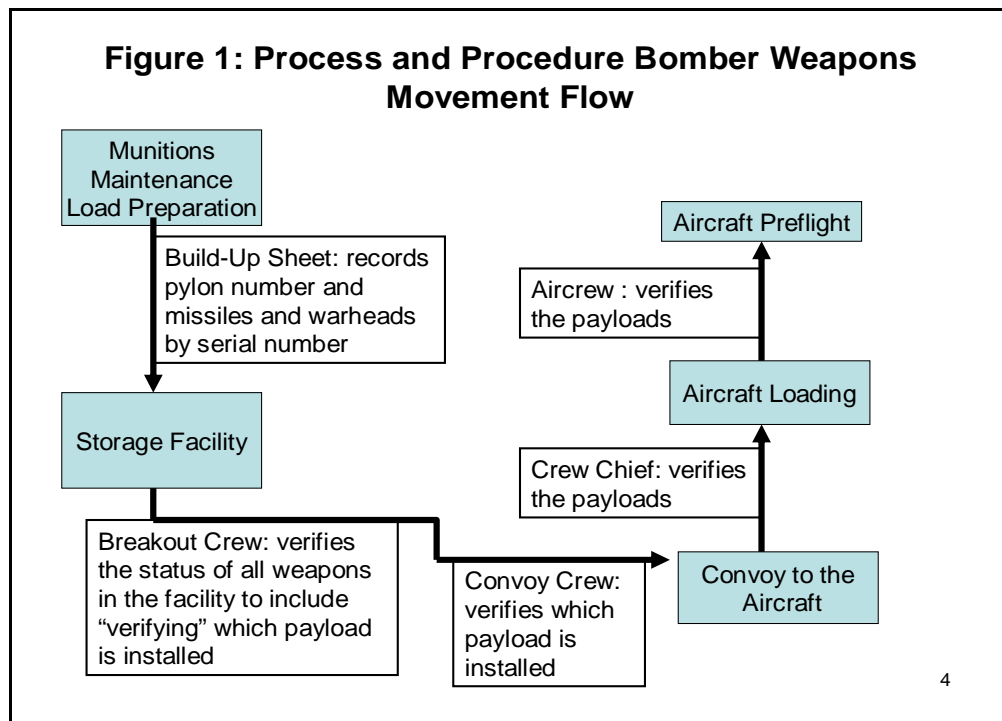 Figure 1: Process and Procedure Bomber Weapons
Movement Flow
Munitions
Maintenance
Load Preparation
Build-Up Sheet: records
pylon number and
missiles and warheads
by serial number
Storage Facility
Breakout Crew: verifies
the status of all weapons
in the facility to include
“verifying” which payload
is installed
Convoy Crew:
verifies which
payload is
installed
Convoy to the
Aircraft
Crew Chief: verifies
the payloads
Aircraft Loading
Aircrew : verifies
the payloads
Aircraft Preflight
4